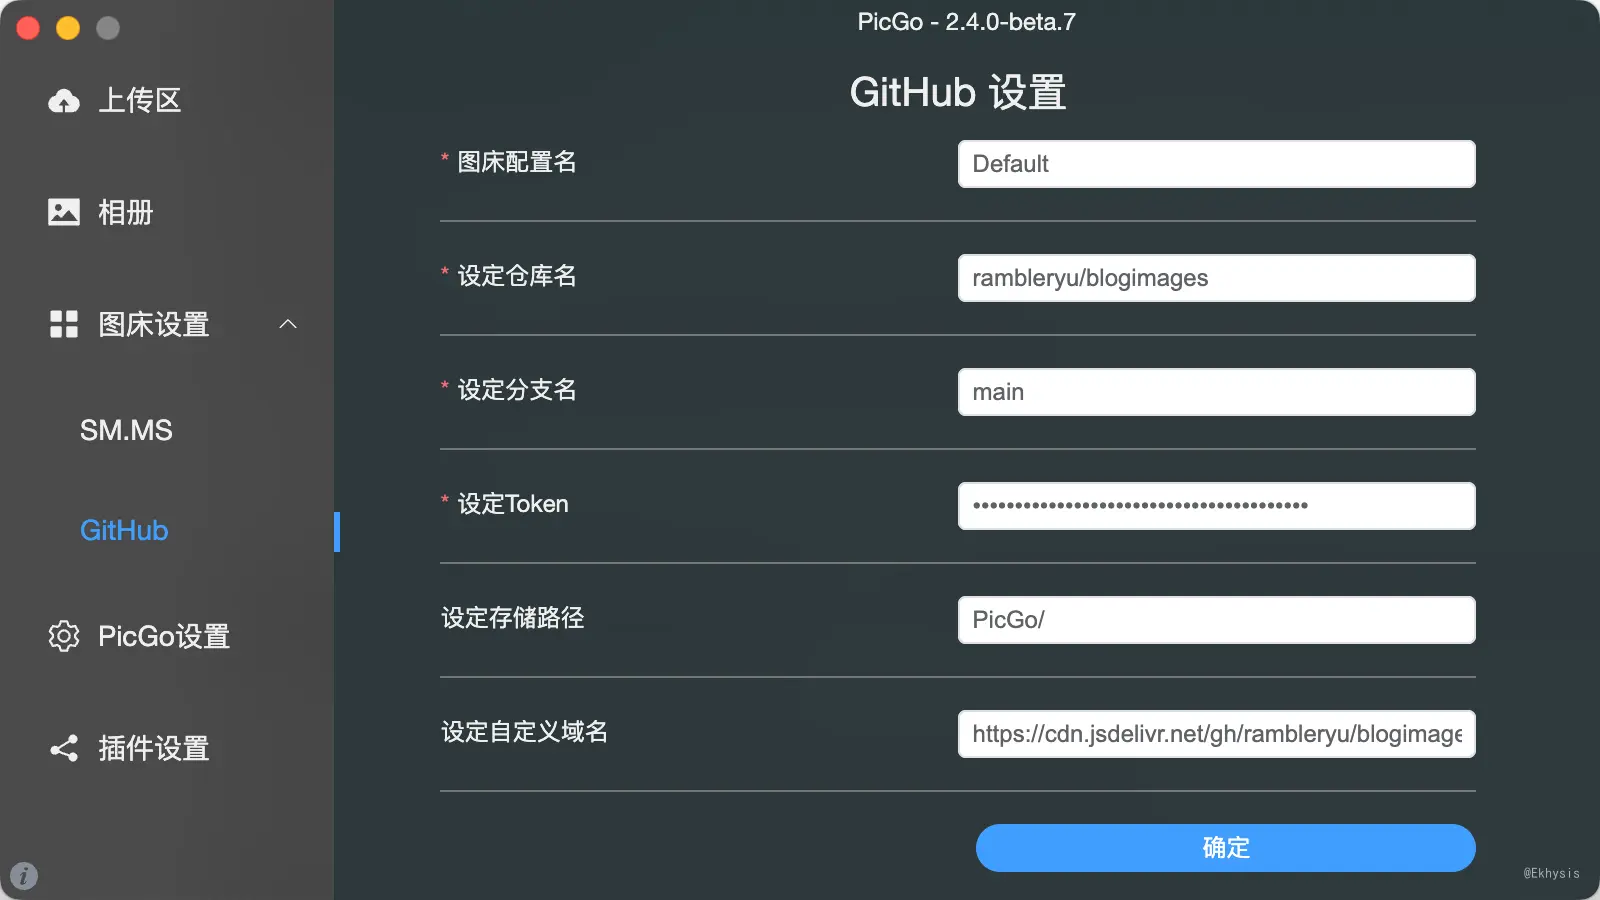 PicGo - 2.4.0-beta.7
上传区
相册
图床设置
SM.MS
GitHub
PicGo设置
插件设置
GitHub 设置
* 图床配置名
Default
* 设定仓库名
rambleryu/blogimages
* 设定分支名
main
* 设定Token
••••••••••••••••••••••••••••••••••••••••
设定存储路径
PicGo/
设定自定义域名
https://cdn.jsdelivr.net/gh/rambleryu/blogimage
确定
@Ekhysis